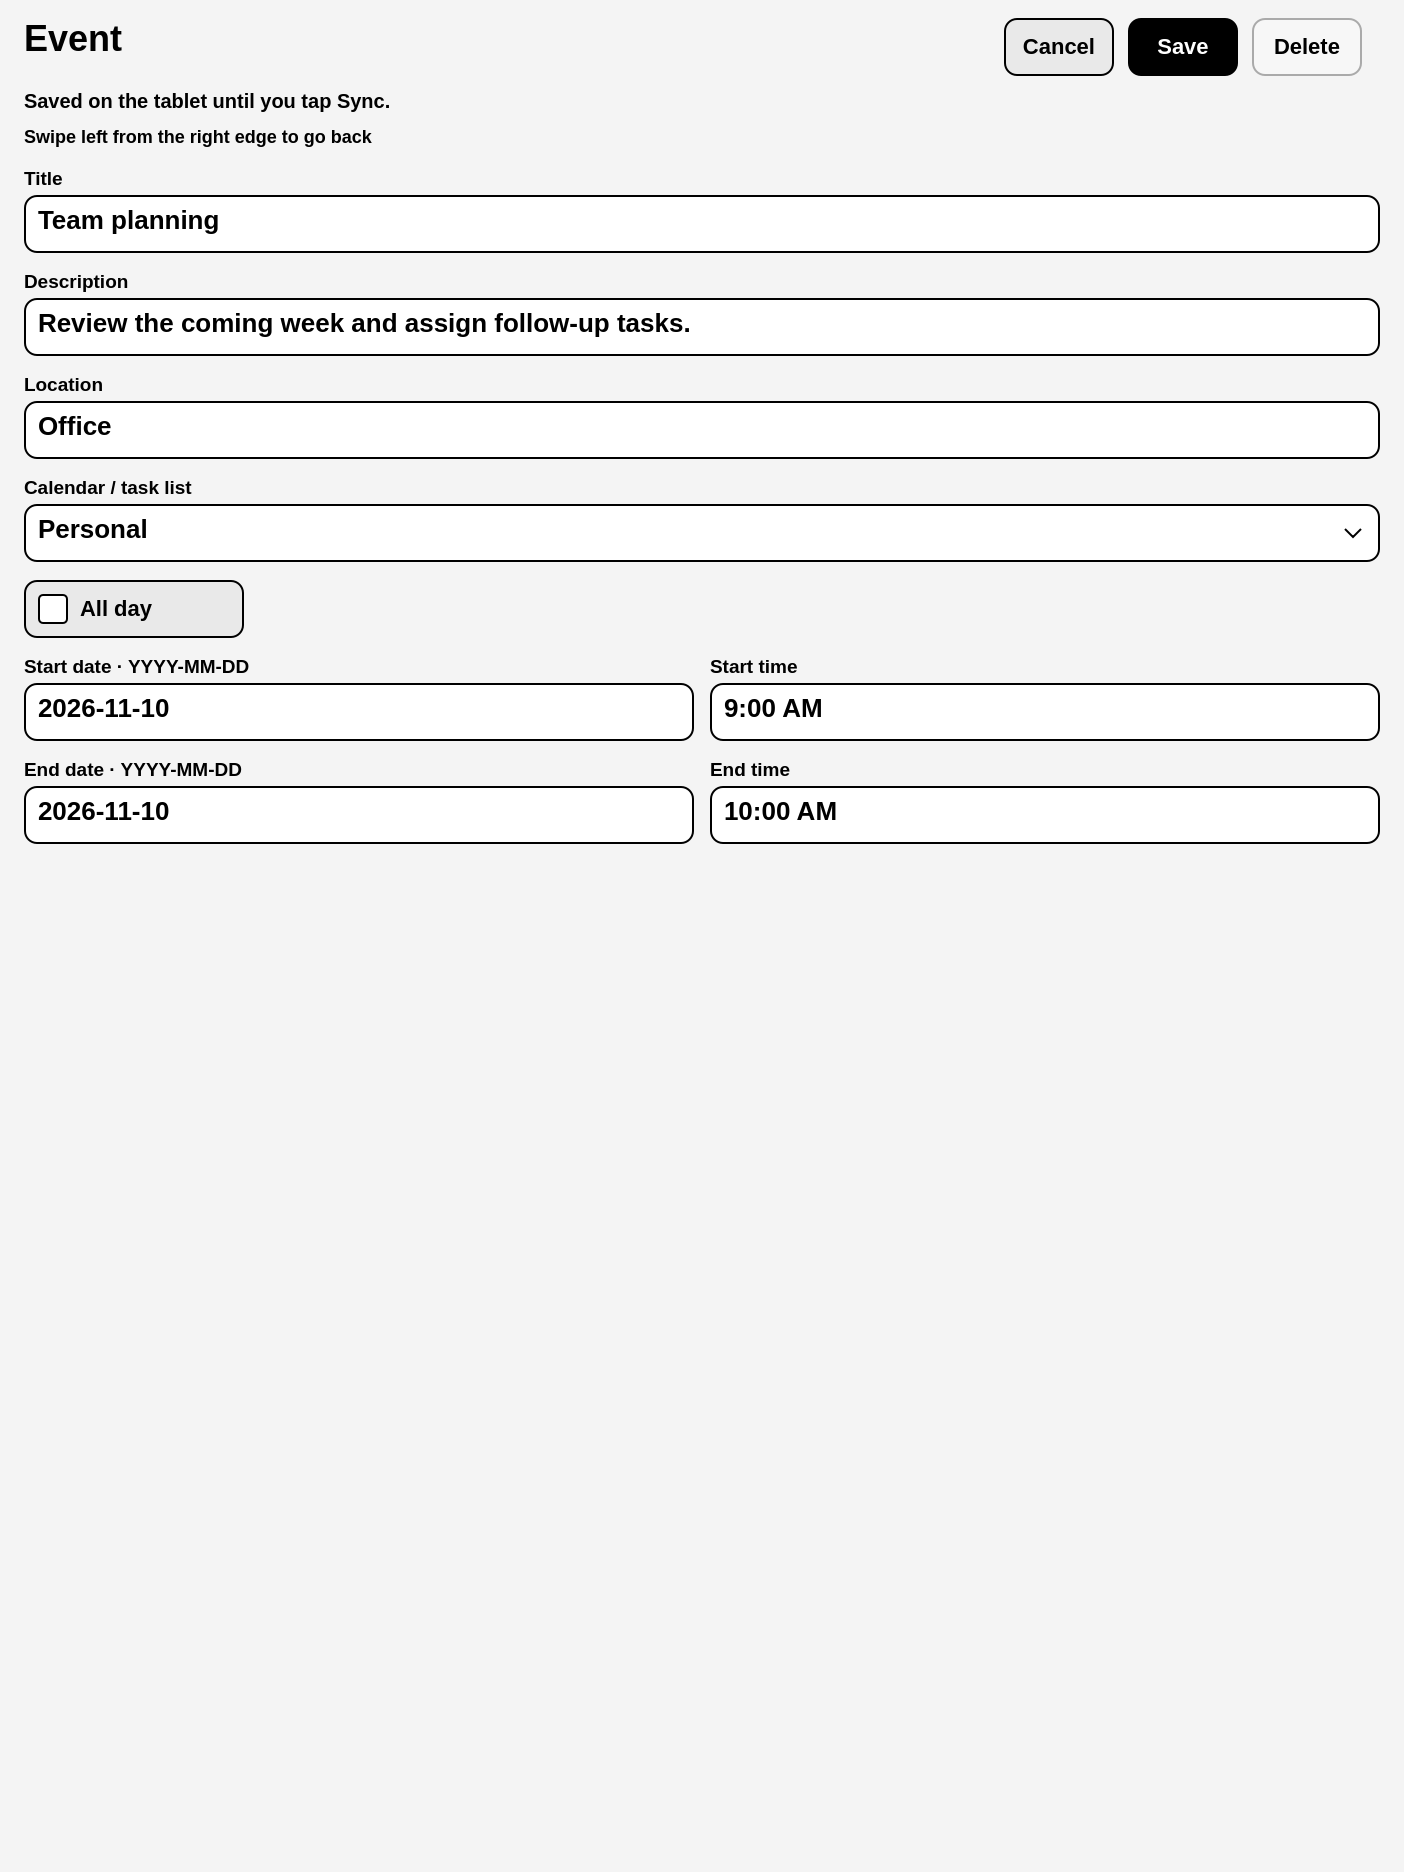 Event
Cancel
Save
Delete
Saved on the tablet until you tap Sync.
Swipe left from the right edge to go back
Title
Team planning
Description
Review the coming week and assign follow-up tasks.
Location
Office
Calendar / task list
Personal
All day
Start date · YYYY-MM-DD
Start time
2026-11-10
9:00 AM
End date · YYYY-MM-DD
End time
2026-11-10
10:00 AM